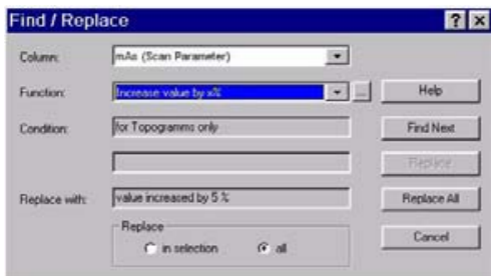 Find / Replace
? ×
Column: mAs (Scan Parameter)
Function: Increase value by x% ... Help
Condition: for Topogramms only Find Next
Replace
Replace with: value increased by 5 % Replace All
Replace
in selection all Cancel